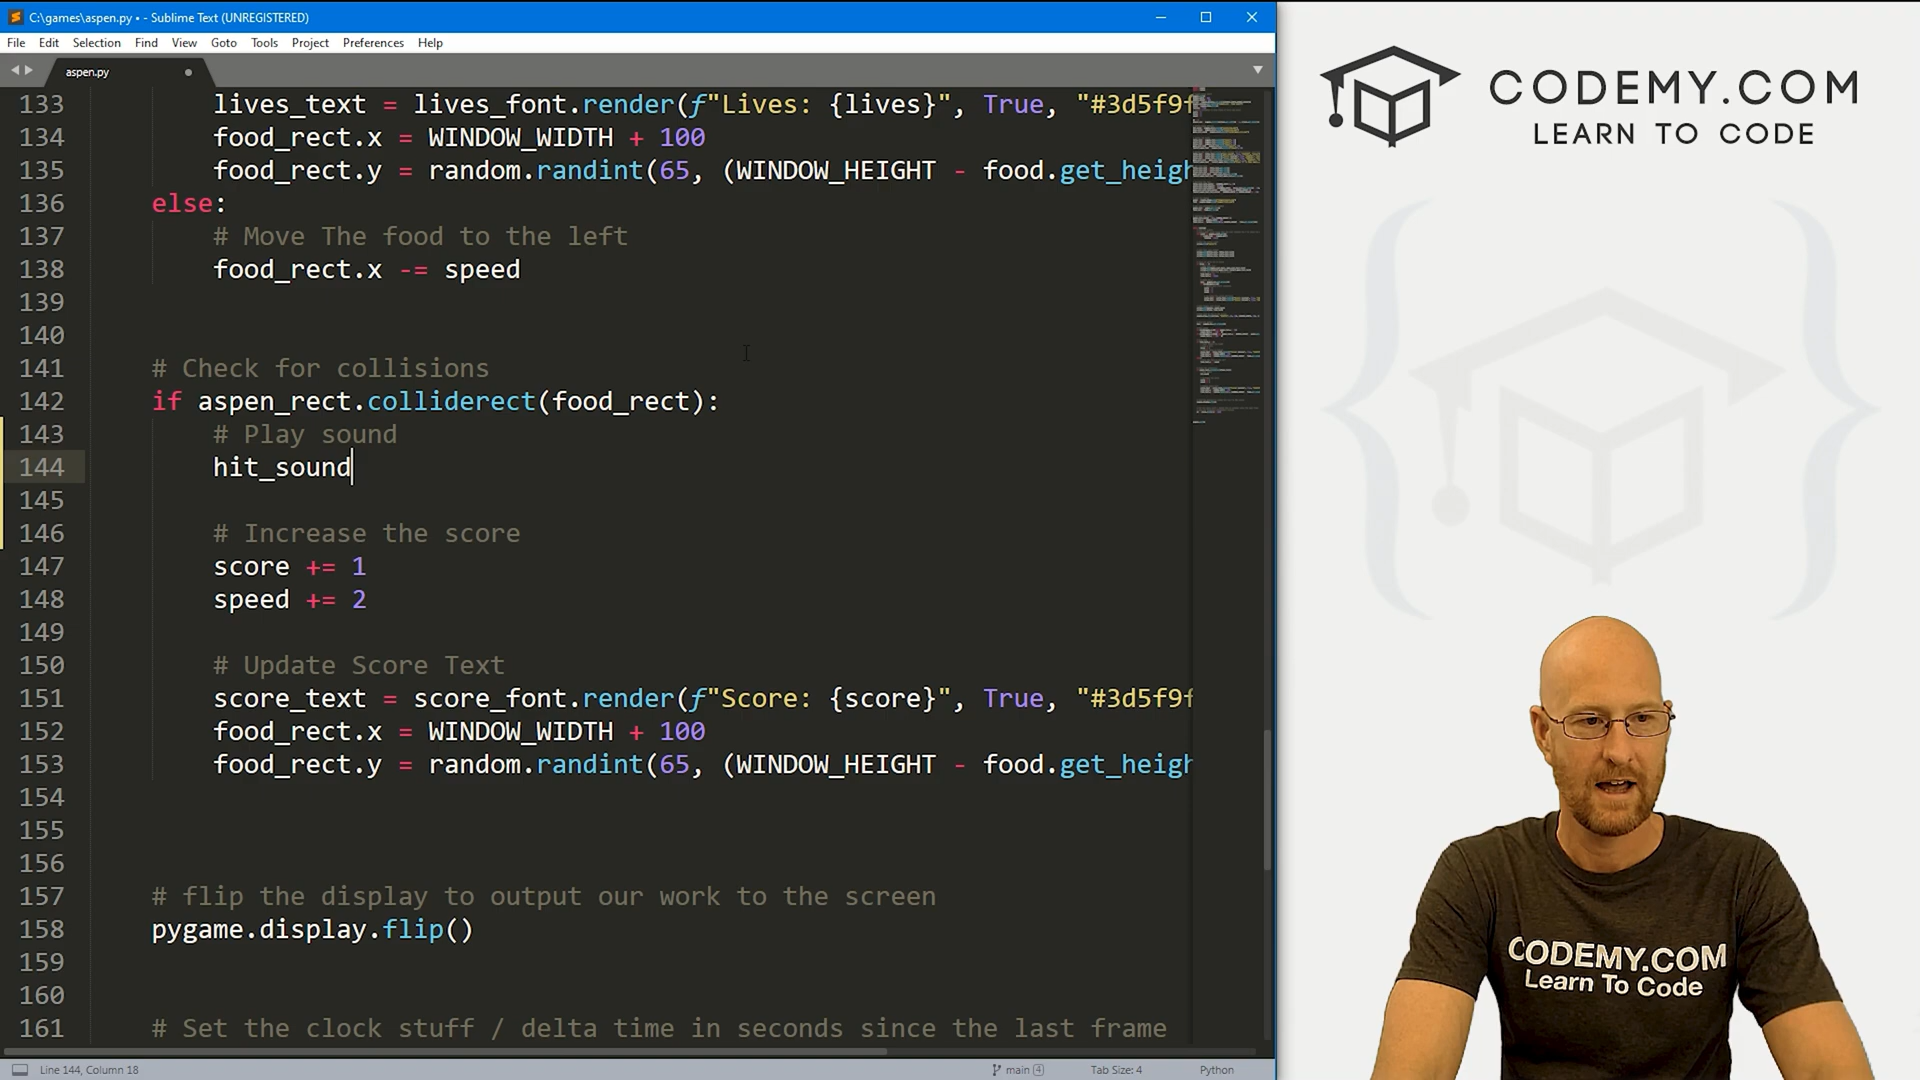 C:\games\aspen.py • - Sublime Text (UNREGISTERED)
File Edit Selection Find View Goto Tools Project Preferences Help
aspen.py
133 lives_text = lives_font.render(f"Lives: {lives}", True, "#3d5f9f
134 food_rect.x = WINDOW_WIDTH + 100
135 food_rect.y = random.randint(65, (WINDOW_HEIGHT - food.get_heigh
136 else:
137 # Move The food to the left
138 food_rect.x -= speed
139
140
141 # Check for collisions
142 if aspen_rect.colliderect(food_rect):
143 # Play sound
144 hit_sound
145
146 # Increase the score
147 score += 1
148 speed += 2
149
150 # Update Score Text
151 score_text = score_font.render(f"Score: {score}", True, "#3d5f9f
152 food_rect.x = WINDOW_WIDTH + 100
153 food_rect.y = random.randint(65, (WINDOW_HEIGHT - food.get_heigh
154
155
156
157 # flip the display to output our work to the screen
158 pygame.display.flip()
159
160
161 # Set the clock stuff / delta time in seconds since the last frame
Line 144, Column 18
main 4
Tab Size: 4
Python
CODEMY.COM
LEARN TO CODE
CODEMY.COM
Learn To Code